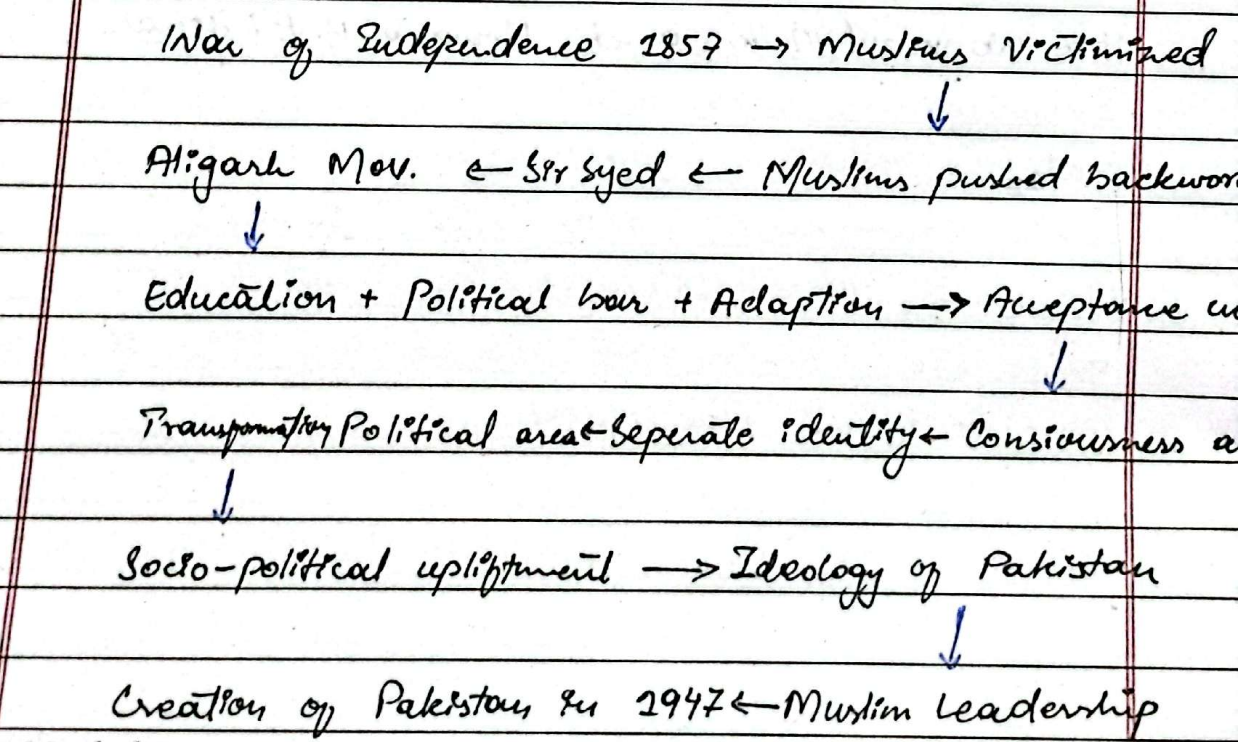 War of Independence 1857 → Muslims Victimized
↓
Aligarh Mov. ← Sir Syed ← Muslims pushed backwor
↓
Education + Political bar + Adaption → Acceptance
↓
Transformation Political area ← Seperate identity ← Consiousness a
↓
Socio-political upliftment → Ideology of Pakistan
↓
Creation of Pakistan in 1947 ← Muslim Leadership